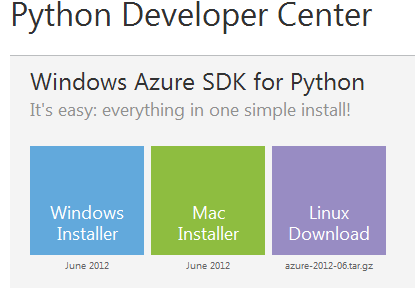 Python Developer Center
Windows Azure SDK for Python
It's easy: everything in one simple install!
Windows
Installer
Mac
Installer
Linux
Download
June 2012
June 2012
azure-2012-06.tar.gz